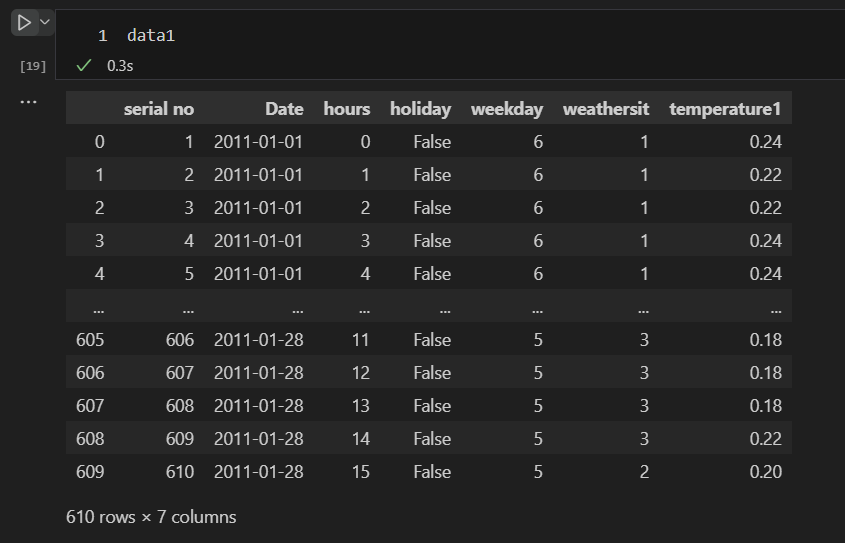 1 data1
[19] 0.3s
...
serial no Date hours holiday weekday weathersit temperature1
0 1 2011-01-01 0 False 6 1 0.24
1 2 2011-01-01 1 False 6 1 0.22
2 3 2011-01-01 2 False 6 1 0.22
3 4 2011-01-01 3 False 6 1 0.24
4 5 2011-01-01 4 False 6 1 0.24
... ... ... ... ... ... ... ...
605 606 2011-01-28 11 False 5 3 0.18
606 607 2011-01-28 12 False 5 3 0.18
607 608 2011-01-28 13 False 5 3 0.18
608 609 2011-01-28 14 False 5 3 0.22
609 610 2011-01-28 15 False 5 2 0.20
610 rows × 7 columns